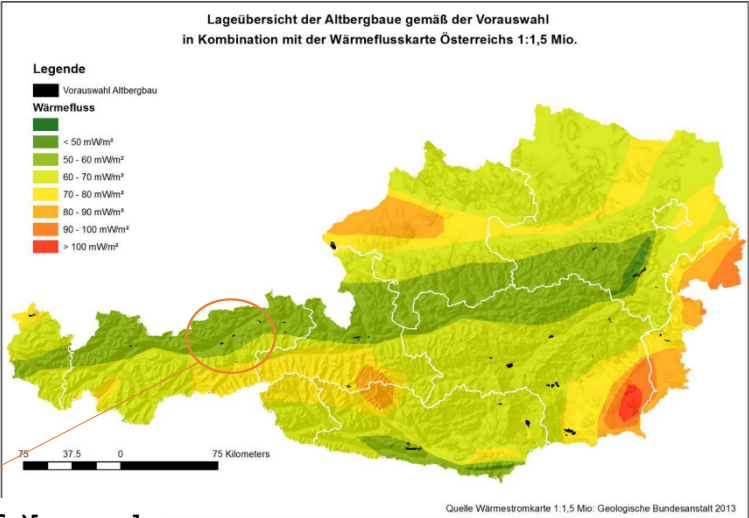 Lageübersicht der Altbergbaue gemäß der Vorauswahl
in Kombination mit der Wärmeflusskarte Österreichs 1:1,5 Mio.
Legende
Vorauswahl Altbergbau
Wärmefluss
< 50 mW/m²
50 - 60 mW/m²
60 - 70 mW/m²
70 - 80 mW/m²
80 - 90 mW/m²
90 - 100 mW/m²
> 100 mW/m²
75 37.5 0 75 Kilometers
Quelle Wärmestromkarte 1:1,5 Mio: Geologische Bundesanstalt 2013